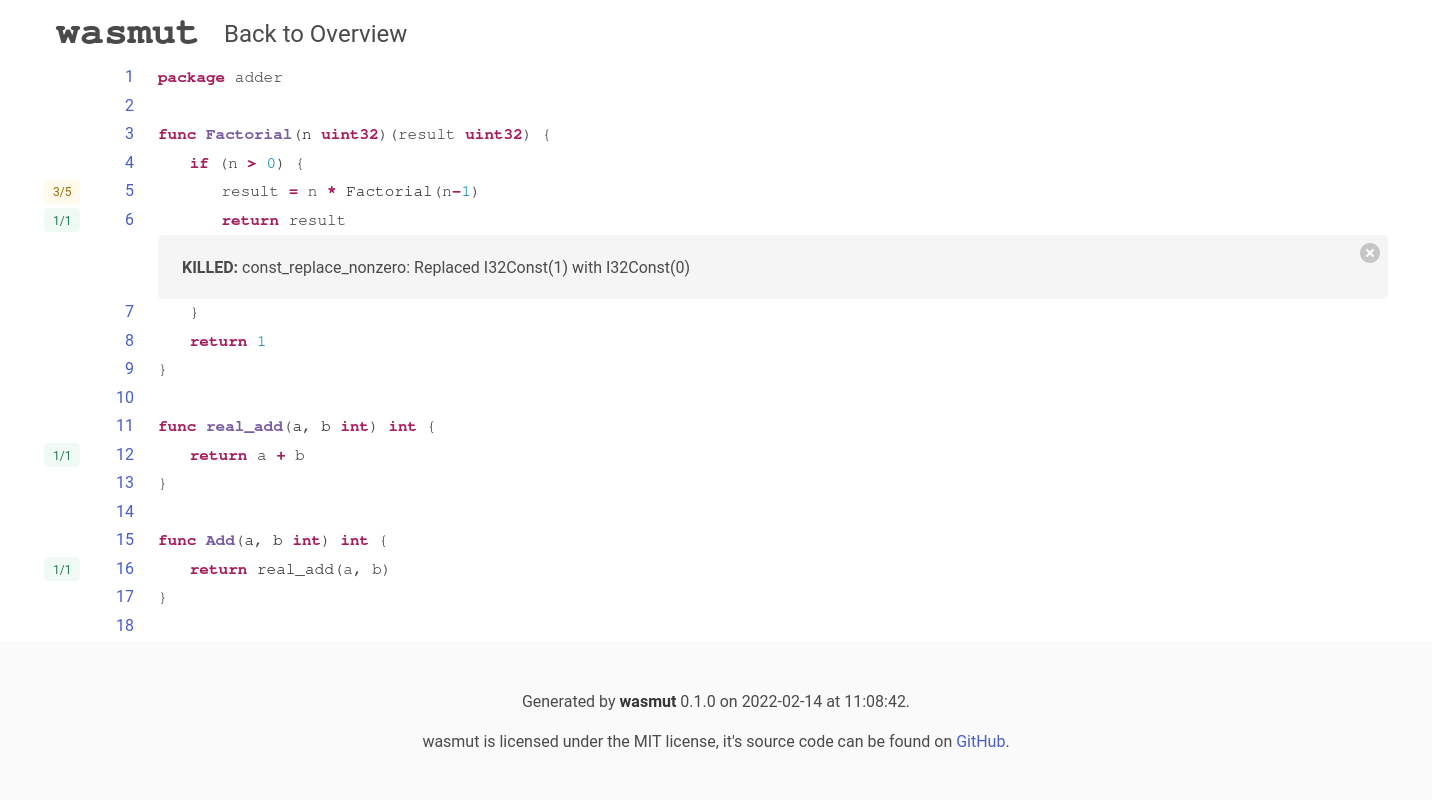 wasmut Back to Overview
1 package adder
2
3 func Factorial(n uint32)(result uint32) {
4 if (n > 0) {
3/5 5 result = n * Factorial(n-1)
1/1 6 return result
KILLED: const_replace_nonzero: Replaced I32Const(1) with I32Const(0)
7 }
8 return 1
9 }
10
11 func real_add(a, b int) int {
1/1 12 return a + b
13 }
14
15 func Add(a, b int) int {
1/1 16 return real_add(a, b)
17 }
18
Generated by wasmut 0.1.0 on 2022-02-14 at 11:08:42.
wasmut is licensed under the MIT license, it's source code can be found on GitHub.